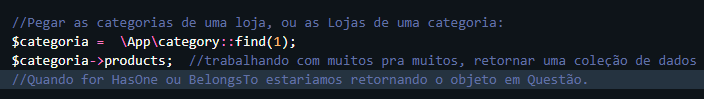 //Pegar as categorias de uma loja, ou as Lojas de uma categoria:
$categoria =  \App\category::find(1);
$categoria->products;  //trabalhando com muitos pra muitos, retornar uma coleção de dados
//Quando for HasOne ou BelongsTo estariamos retornando o objeto em Questão.